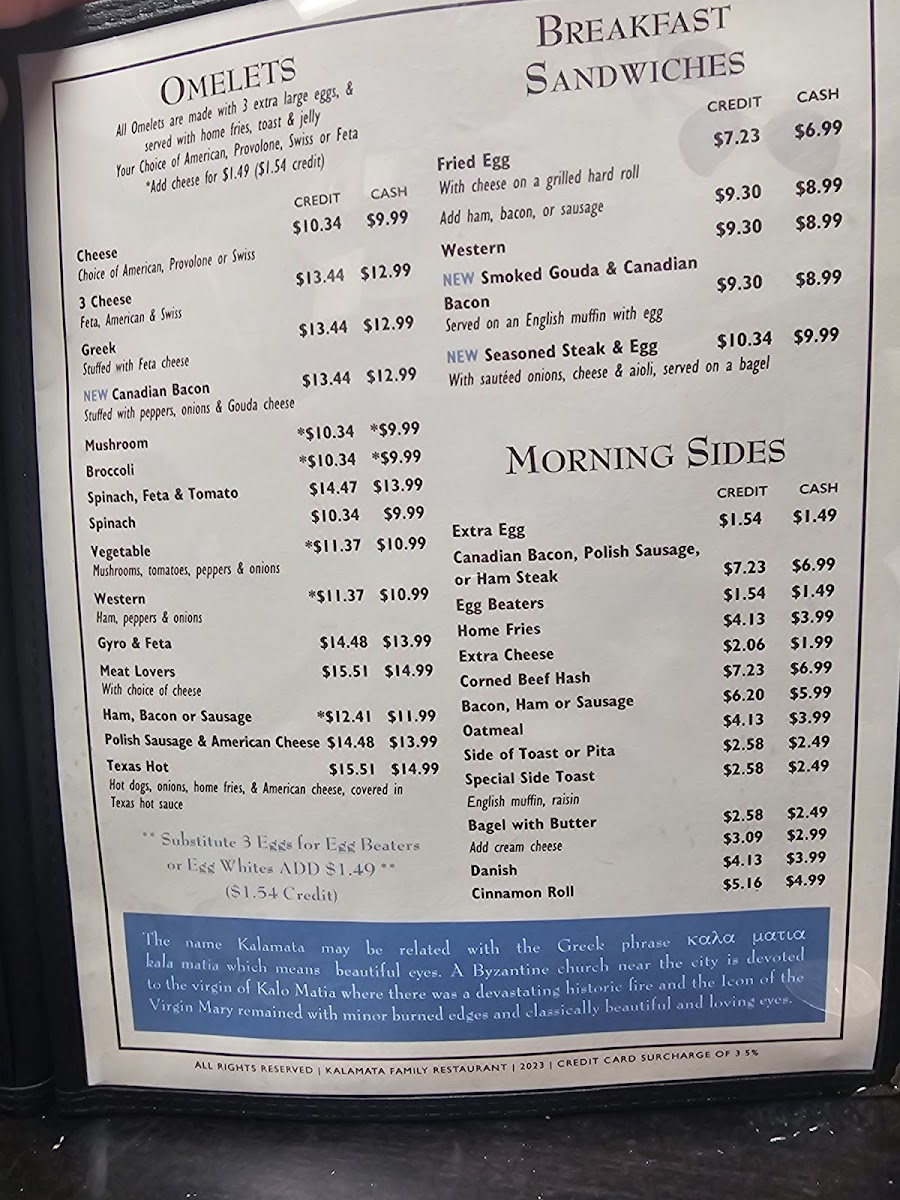 OMELETS
All Omelets are made with 3 extra large eggs, &
served with home fries, toast & jelly
Your Choice of American, Provolone, Swiss or Feta
*Add cheese for $1.49 ($1.54 credit)
CREDIT CASH
Cheese $10.34 $9.99
Choice of American, Provolone or Swiss
3 Cheese $13.44 $12.99
Feta, American & Swiss
Greek $13.44 $12.99
Stuffed with Feta cheese
NEW Canadian Bacon $13.44 $12.99
Stuffed with peppers, onions & Gouda cheese
Mushroom *$10.34 *$9.99
Broccoli *$10.34 *$9.99
Spinach, Feta & Tomato $14.47 $13.99
Spinach $10.34 $9.99
Vegetable *$11.37 $10.99
Mushrooms, tomatoes, peppers & onions
Western *$11.37 $10.99
Ham, peppers & onions
Gyro & Feta $14.48 $13.99
Meat Lovers $15.51 $14.99
With choice of cheese
Ham, Bacon or Sausage *$12.41 $11.99
Polish Sausage & American Cheese $14.48 $13.99
Texas Hot $15.51 $14.99
Hot dogs, onions, home fries, & American cheese, covered in
Texas hot sauce
** Substitute 3 Eggs for Egg Beaters
or Egg Whites ADD $1.49 **
($1.54 Credit)
BREAKFAST
SANDWICHES
CREDIT CASH
Fried Egg $7.23 $6.99
With cheese on a grilled hard roll
Add ham, bacon, or sausage $9.30 $8.99
Western $9.30 $8.99
NEW Smoked Gouda & Canadian
Bacon $9.30 $8.99
Served on an English muffin with egg
NEW Seasoned Steak & Egg $10.34 $9.99
With sautéed onions, cheese & aioli, served on a bagel
MORNING SIDES
CREDIT CASH
Extra Egg $1.54 $1.49
Canadian Bacon, Polish Sausage,
or Ham Steak $7.23 $6.99
Egg Beaters $1.54 $1.49
Home Fries $4.13 $3.99
Extra Cheese $2.06 $1.99
Corned Beef Hash $7.23 $6.99
Bacon, Ham or Sausage $6.20 $5.99
Oatmeal $4.13 $3.99
Side of Toast or Pita $2.58 $2.49
Special Side Toast $2.58 $2.49
English muffin, raisin
Bagel with Butter $2.58 $2.49
Add cream cheese $3.09 $2.99
Danish $4.13 $3.99
Cinnamon Roll $5.16 $4.99
The name Kalamata may be related with the Greek phrase καλα ματια
kala matia which means beautiful eyes. A Byzantine church near the city is devoted
to the virgin of Kalo Matia where there was a devastating historic fire and the Icon of the
Virgin Mary remained with minor burned edges and classically beautiful and loving eyes.
ALL RIGHTS RESERVED | KALAMATA FAMILY RESTAURANT | 2023 | CREDIT CARD SURCHARGE OF 3.5%